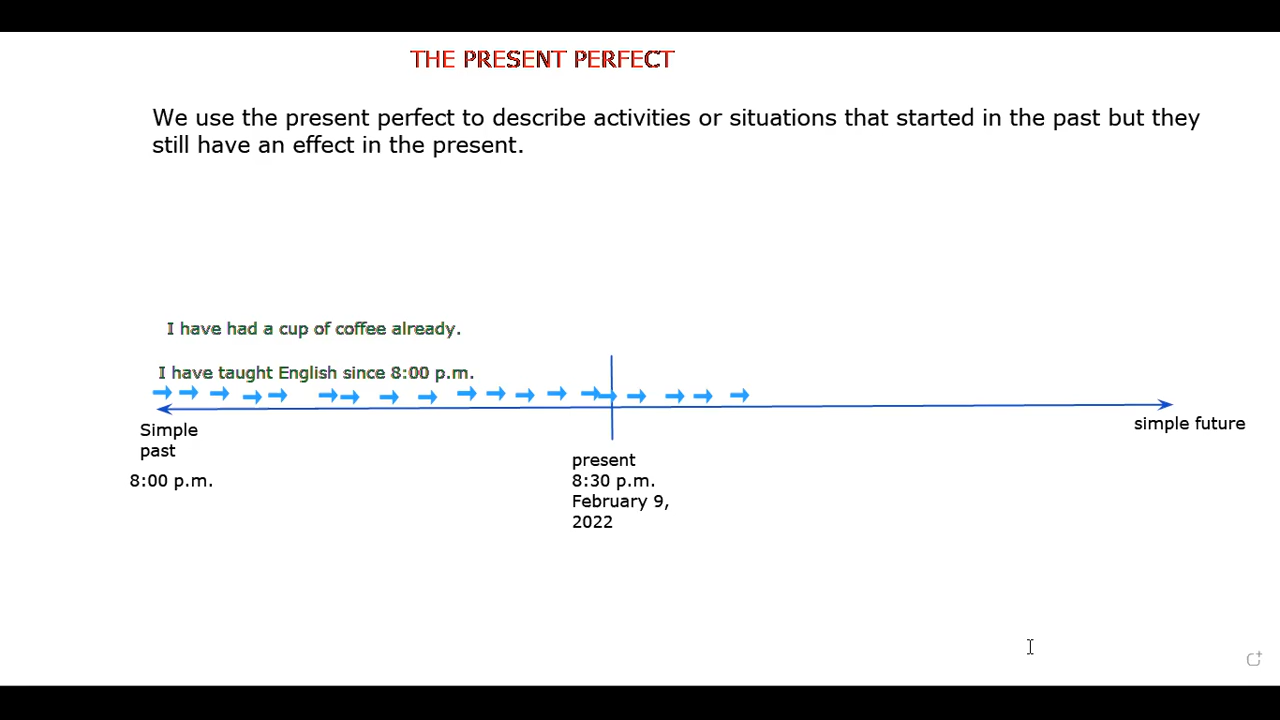 THE PRESENT PERFECT
We use the present perfect to describe activities or situations that started in the past but they
still have an effect in the present.
I have had a cup of coffee already.
I have taught English since 8:00 p.m.
Simple
past
8:00 p.m.
present
8:30 p.m.
February 9,
2022
simple future